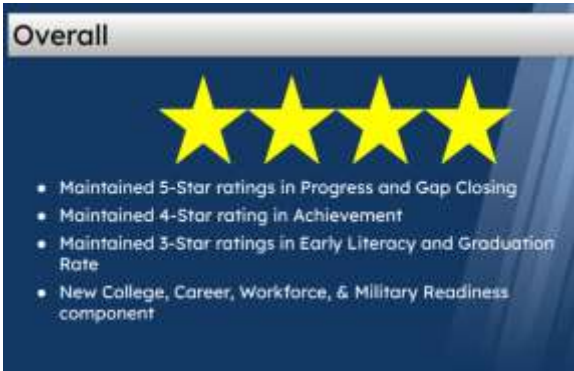 Overall
• Maintained 5-Star ratings in Progress and Gap Closing
• Maintained 4-Star rating in Achievement
• Maintained 3-Star ratings in Early Literacy and Graduation
Rate
• New College, Career, Workforce, & Military Readiness
component